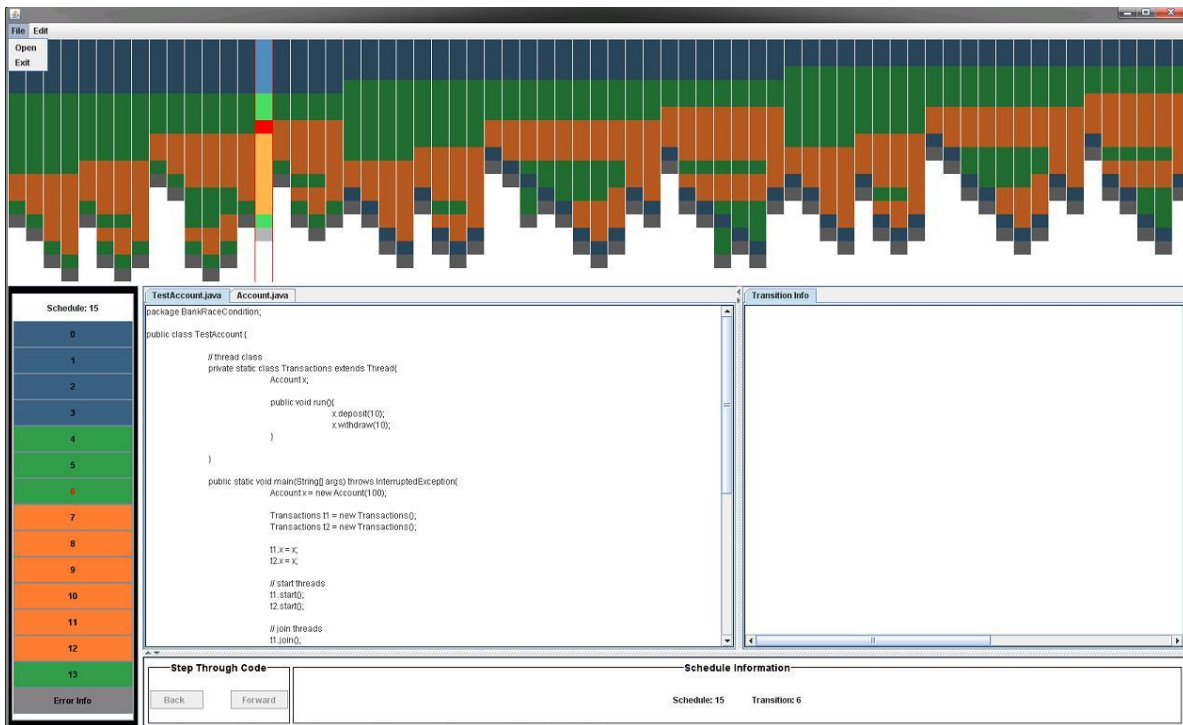 File Edit
Open
Exit
Schedule: 15
0
1
2
3
4
5
6
7
8
9
10
11
12
13
Error Info
TestAccount.java Account.java
package BankRaceCondition;
public class TestAccount {
// thread class
private static class Transactions extends Thread{
Account x;
public void run(){
x.deposit(10);
x.withdraw(10);
}
}
public static void main(String[] args) throws InterruptedException{
Account x = new Account(100);
Transactions t1 = new Transactions();
Transactions t2 = new Transactions();
t1.x = x;
t2.x = x;
// start threads
t1.start();
t2.start();
// join threads
t1.join();
Transition Info
Step Through Code
Back Forward
Schedule Information
Schedule: 15 Transition: 6